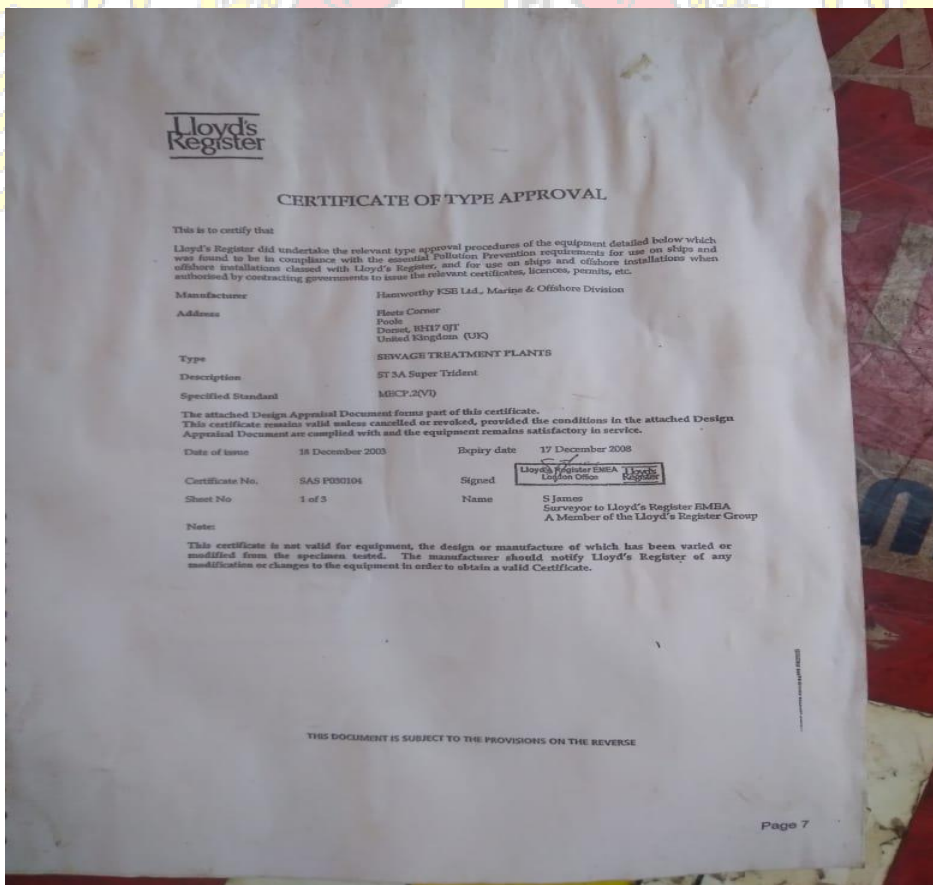 Lloyd's
Register
CERTIFICATE OF TYPE APPROVAL
This is to certify that
Lloyd's Register did undertake the relevant type approval procedures of the equipment detailed below which
was found to be in compliance with the essential Pollution Prevention requirements for use on ships and
offshore installations classed with Lloyd's Register, and for use on ships and offshore installations when
authorised by contracting governments to issue the relevant certificates, licences, permits, etc.
Manufacturer Hamworthy KSE Ltd., Marine & Offshore Division
Address Fleets Corner
Poole
Dorset, BH17 0JT
United Kingdom (UK)
Type SEWAGE TREATMENT PLANTS
Description ST3A Super Trident
Specified Standard MECP.2(VI)
The attached Design Appraisal Document forms part of this certificate.
This certificate remains valid unless cancelled or revoked, provided the conditions in the attached Design
Appraisal Document are complied with and the equipment remains satisfactory in service.
Date of issue 18 December 2003 Expiry date 17 December 2008
Lloyd's Register EMEA Lloyd's
London Office Register
Certificate No. SAS P030104 Signed
Sheet No 1 of 3 Name S James
Surveyor to Lloyd's Register EMEA
A Member of the Lloyd's Register Group
Note:
This certificate is not valid for equipment, the design or manufacture of which has been varied or
modified from the specimen tested. The manufacturer should notify Lloyd's Register of any
modification or changes to the equipment in order to obtain a valid Certificate.
THIS DOCUMENT IS SUBJECT TO THE PROVISIONS ON THE REVERSE
Page 7